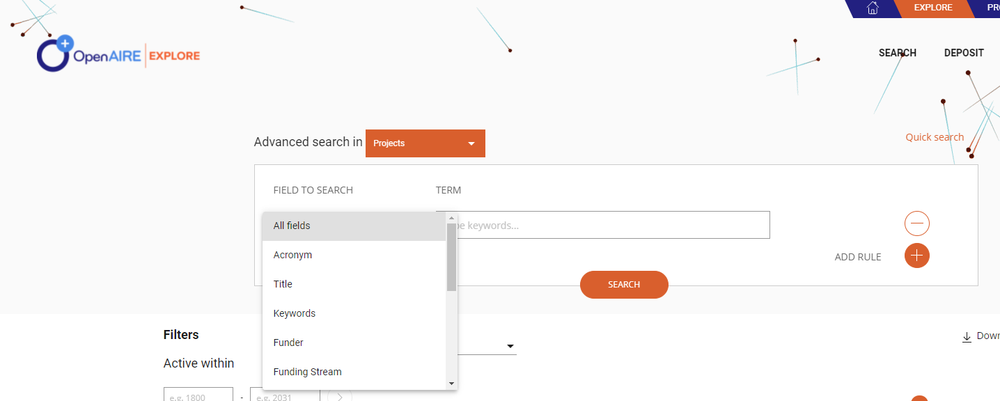 EXPLORE
OpenAIRE EXPLORE
SEARCH DEPOSIT
Advanced search in Projects
Quick search
FIELD TO SEARCH TERM
All fields
keywords...
Acronym
ADD RULE
Title
SEARCH
Keywords
Filters
Funder
Active within
Funding Stream
e.g. 1800 - e.g. 2031